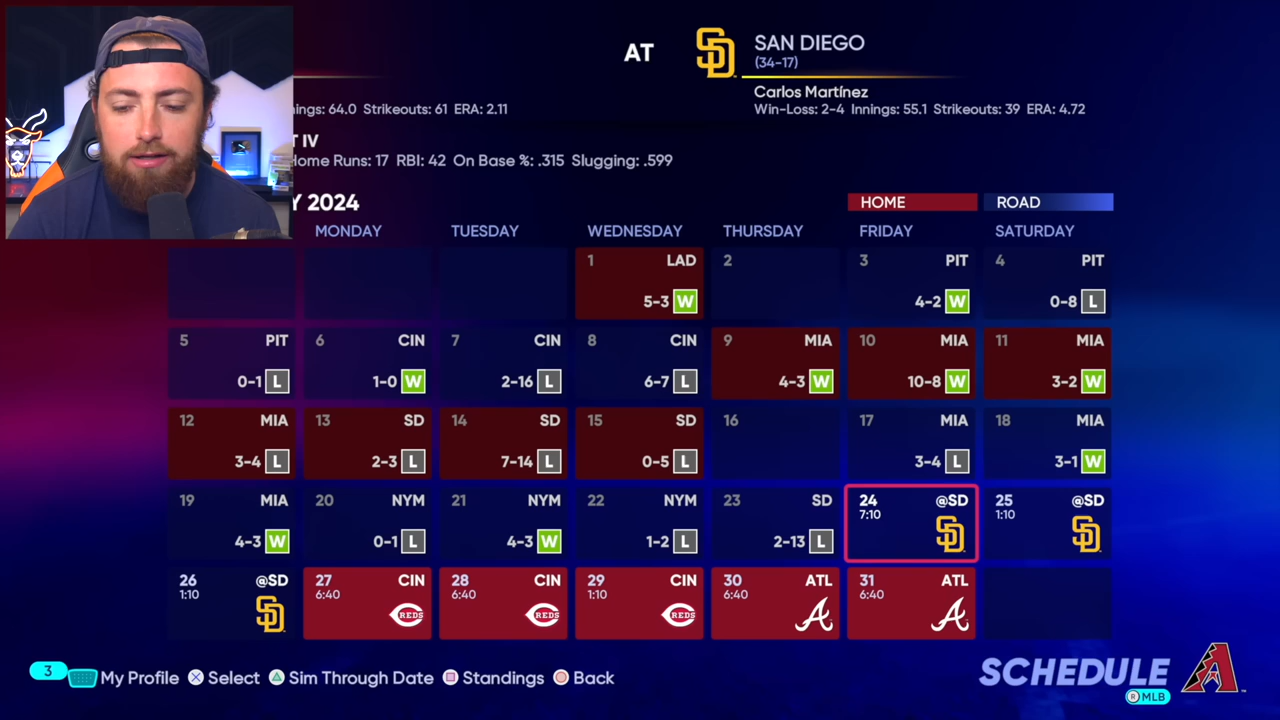 AT
SD
SAN DIEGO
(34-17)
Carlos Martínez
nings: 64.0 Strikeouts: 61 ERA: 2.11
Win-Loss: 2-4 Innings: 55.1 Strikeouts: 39 ERA: 4.72
T IV
Home Runs: 17 RBI: 42 On Base %: .315 Slugging: .599
Y 2024
HOME
ROAD
MONDAY TUESDAY WEDNESDAY THURSDAY FRIDAY SATURDAY
1 LAD 2 3 PIT 4 PIT
5-3 W 4-2 W 0-8 L
5 PIT 6 CIN 7 CIN 8 CIN 9 MIA 10 MIA 11 MIA
0-1 L 1-0 W 2-16 L 6-7 L 4-3 W 10-8 W 3-2 W
12 MIA 13 SD 14 SD 15 SD 16 17 MIA 18 MIA
3-4 L 2-3 L 7-14 L 0-5 L 3-4 L 3-1 W
19 MIA 20 NYM 21 NYM 22 NYM 23 SD 24 @SD 25 @SD
7:10 SD 1:10 SD
4-3 W 0-1 L 4-3 W 1-2 L 2-13 L
26 @SD 27 CIN 28 CIN 29 CIN 30 ATL 31 ATL
1:10 SD 6:40 REDS 6:40 REDS 1:10 REDS 6:40 A 6:40 A
3 My Profile Select Sim Through Date Standings Back
SCHEDULE A
R MLB